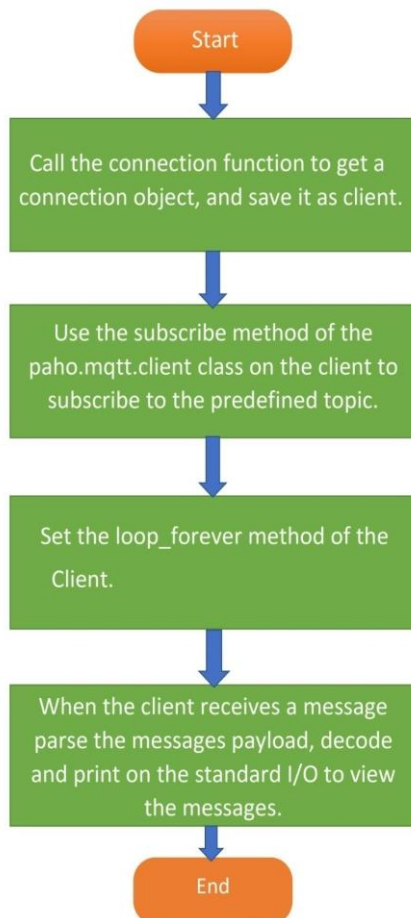 Start
Call the connection function to get a
connection object, and save it as client.
Use the subscribe method of the
paho.mqtt.client class on the client to
subscribe to the predefined topic.
Set the loop_forever method of the
Client.
When the client receives a message
parse the messages payload, decode
and print on the standard I/O to view
the messages.
End